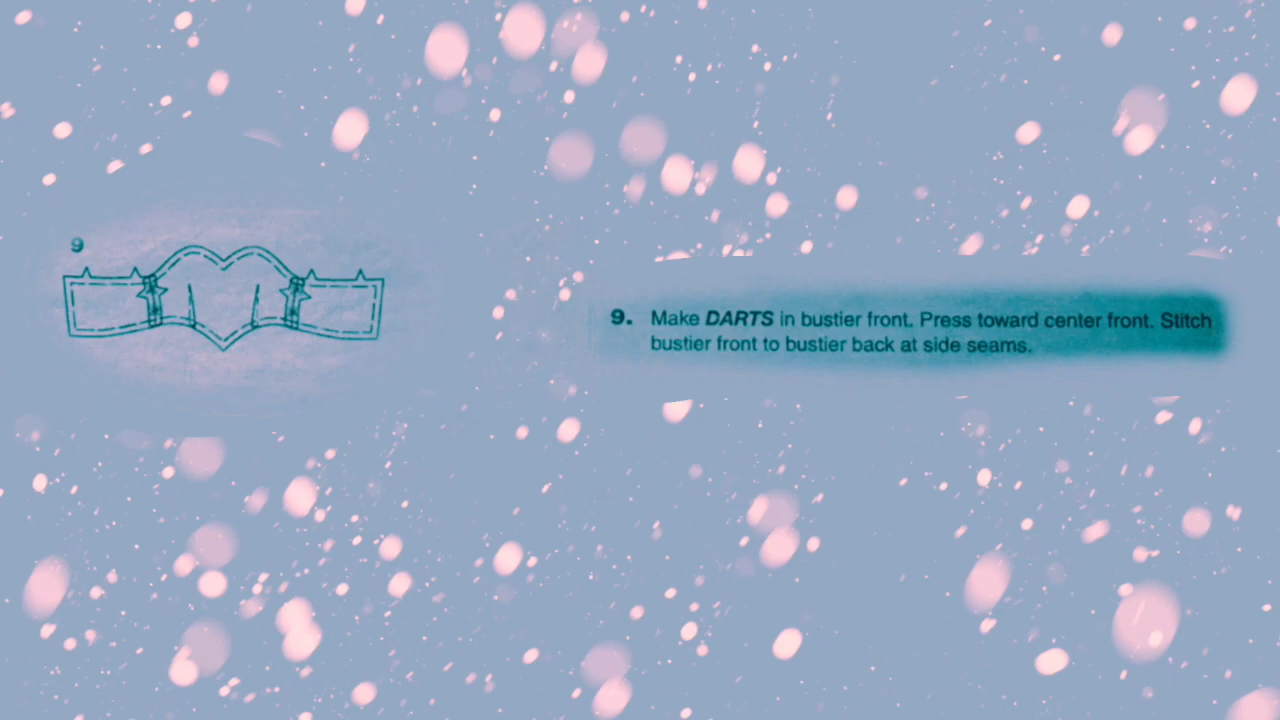 9
9. Make DARTS in bustier front. Press toward center front. Stitch
bustier front to bustier back at side seams.